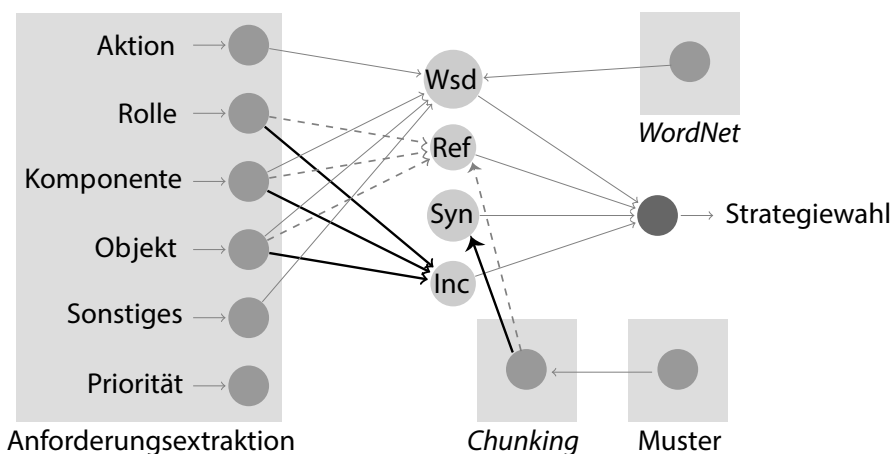 Aktion
Rolle
Komponente
Objekt
Sonstiges
Priorität
Anforderungsextraktion
Wsd
Ref
Syn
Inc
WordNet
Strategiewahl
Chunking
Muster